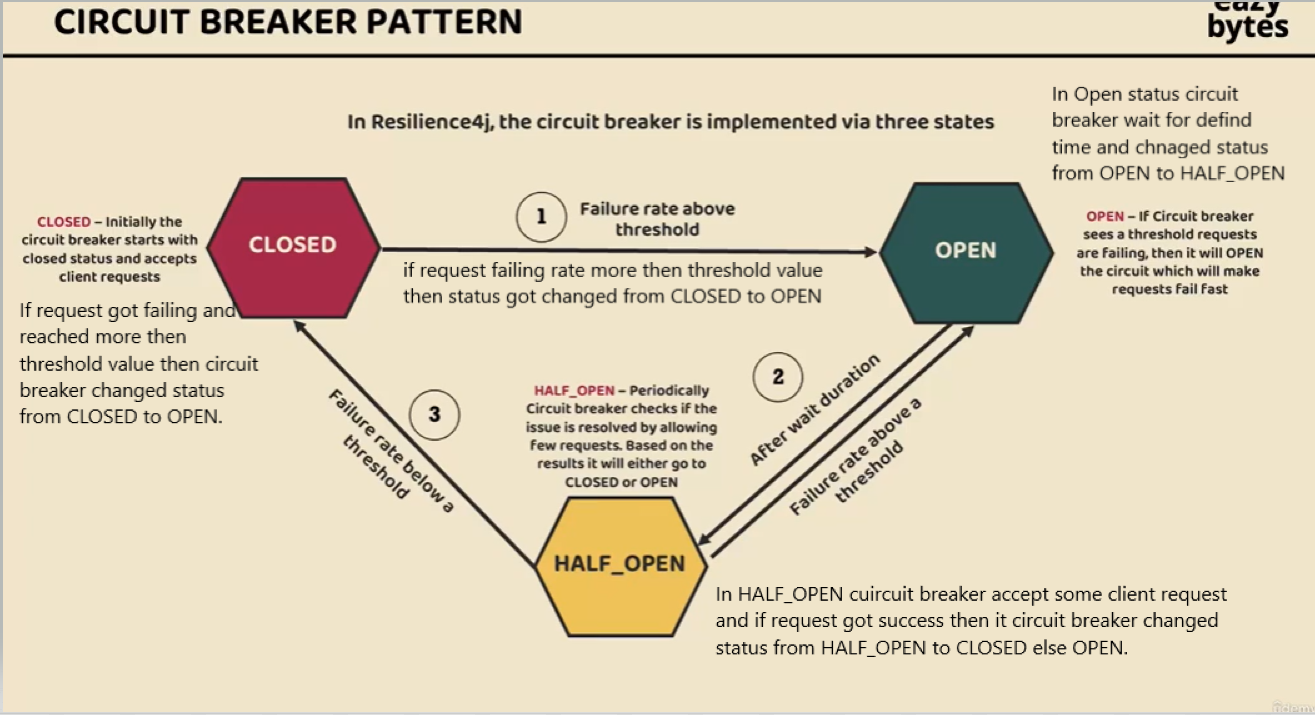 CIRCUIT BREAKER PATTERN
eazy
bytes
In Resilience4j, the circuit breaker is implemented via three states
In Open status circuit
breaker wait for defind
time and chnaged status
from OPEN to HALF_OPEN
CLOSED – Initially the
circuit breaker starts with
closed status and accepts
client requests
CLOSED
1
Failure rate above
threshold
OPEN
OPEN – If Circuit breaker
sees a threshold requests
are failing, then it will OPEN
the circuit which will make
requests fail fast
if request failing rate more then threshold value
then status got changed from CLOSED to OPEN
If request got failing and
reached more then
threshold value then circuit
breaker changed status
from CLOSED to OPEN.
3
Failure rate below a
threshold
HALF_OPEN – Periodically
Circuit breaker checks if the
issue is resolved by allowing
few requests. Based on the
results it will either go to
CLOSED or OPEN
2
After wait duration
Failure rate above a
threshold
HALF_OPEN
In HALF_OPEN cuircuit breaker accept some client request
and if request got success then it circuit breaker changed
status from HALF_OPEN to CLOSED else OPEN.
ûdemy